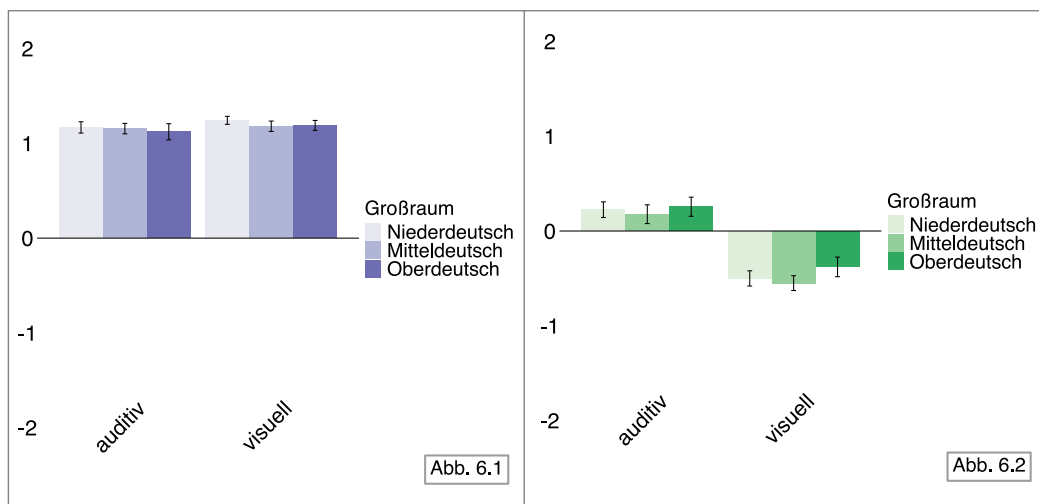 2
1
0
-1
-2
auditiv
visuell
Großraum
Niederdeutsch
Mitteldeutsch
Oberdeutsch
Abb. 6.1
2
1
0
-1
-2
auditiv
visuell
Großraum
Niederdeutsch
Mitteldeutsch
Oberdeutsch
Abb. 6.2